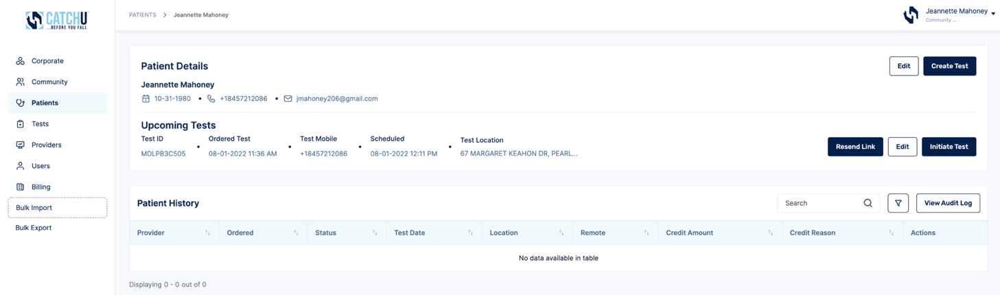 CATCHU
...BEFORE YOU FALL
PATIENTS > Jeannette Mahoney
Jeannette Mahoney
Community ...
Corporate
Community
Patients
Tests
Providers
Users
Billing
Bulk Import
Bulk Export
Patient Details
Edit Create Test
Jeannette Mahoney
10-31-1980 • +18457212086 • jmahoney206@gmail.com
Upcoming Tests
Test ID • Ordered Test • Test Mobile • Scheduled • Test Location
MDLPB3C505 08-01-2022 11:36 AM +18457212086 08-01-2022 12:11 PM 67 MARGARET KEAHON DR, PEARL...
Resend Link Edit Initiate Test
Patient History
Search View Audit Log
Provider Ordered Status Test Date Location Remote Credit Amount Credit Reason Actions
No data available in table
Displaying 0 - 0 out of 0